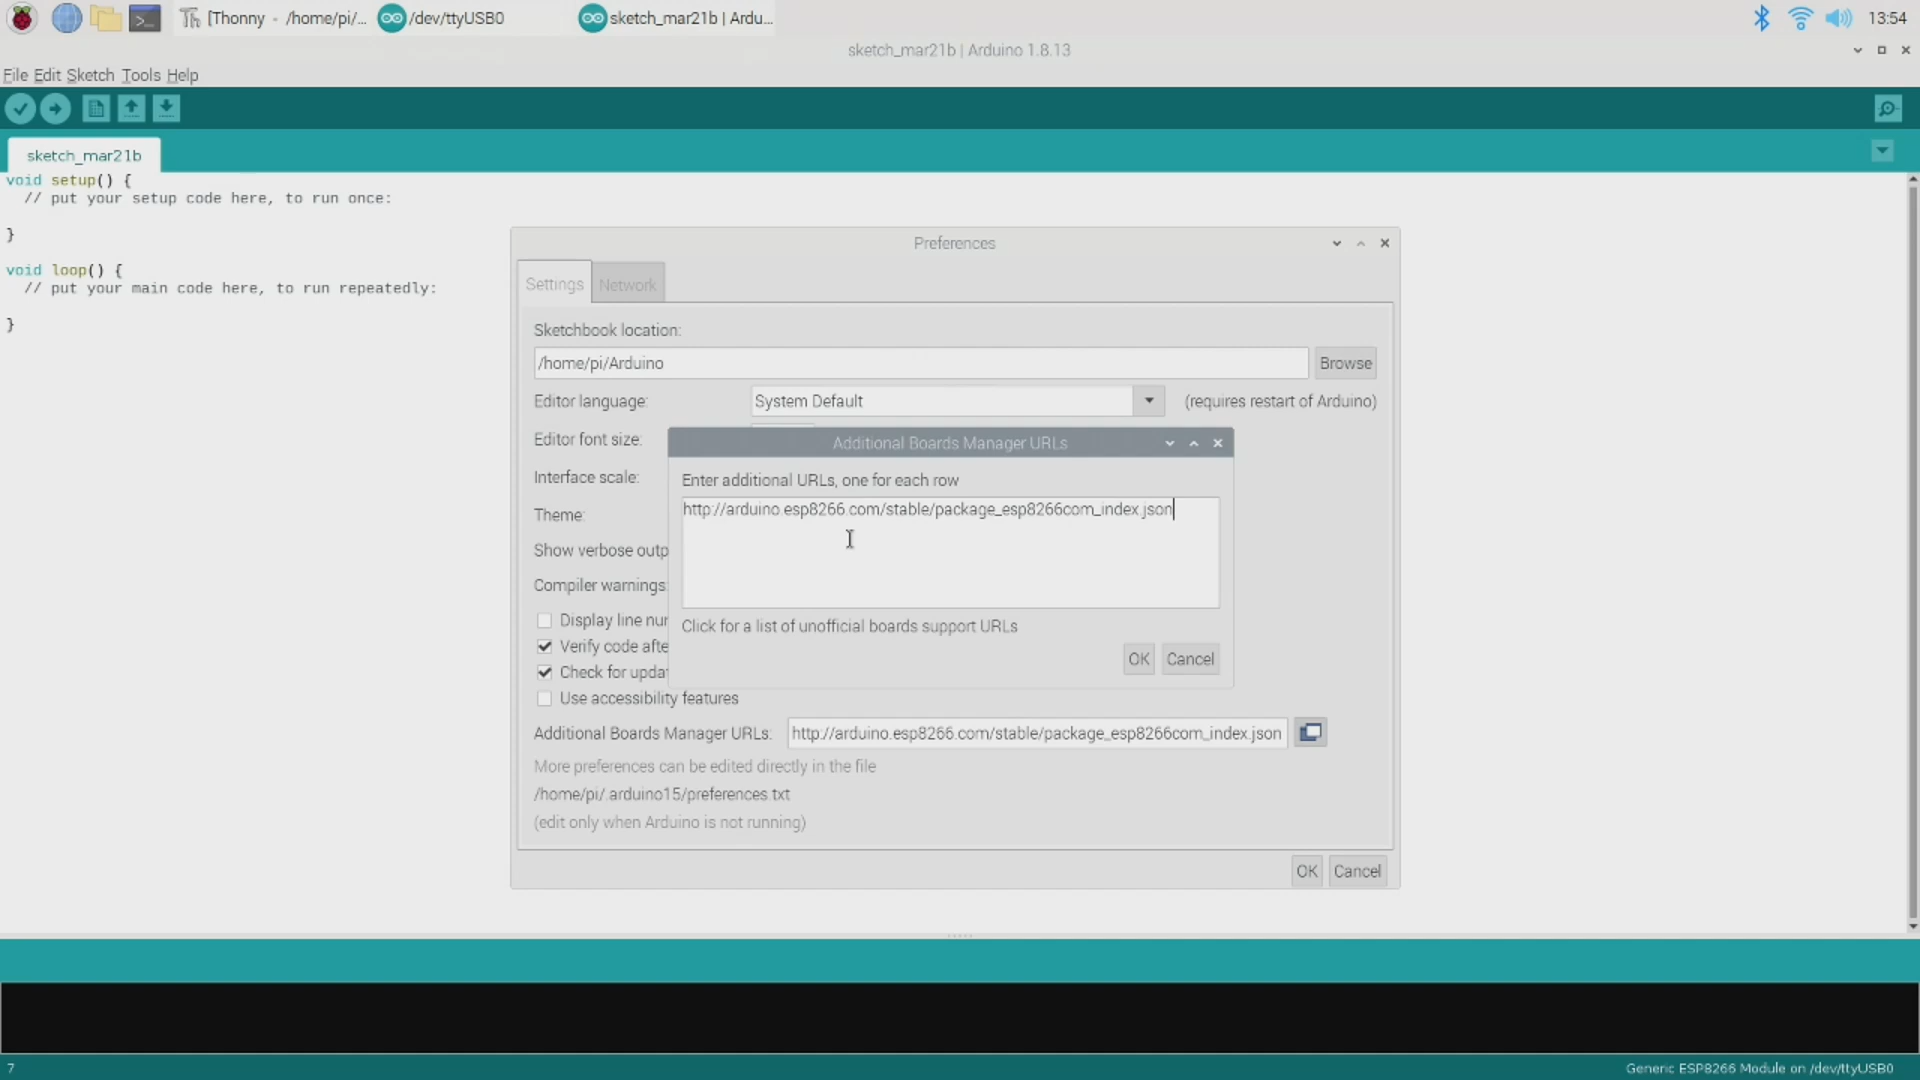 [Thonny - /home/pi/...
/dev/ttyUSB0
sketch_mar21b | Ardu...
13:54
sketch_mar21b | Arduino 1.8.13
File Edit Sketch Tools Help
sketch_mar21b
void setup() {
// put your setup code here, to run once:
}
void loop() {
// put your main code here, to run repeatedly:
}
Preferences
Settings
Network
Sketchbook location:
/home/pi/Arduino
Browse
Editor language:
System Default
(requires restart of Arduino)
Editor font size:
Interface scale:
Theme:
Show verbose outp
Compiler warnings:
Display line nur
Verify code afte
Check for updat
Use accessibility features
Additional Boards Manager URLs
Enter additional URLs, one for each row
http://arduino.esp8266.com/stable/package_esp8266com_index.json
Click for a list of unofficial boards support URLs
OK
Cancel
Additional Boards Manager URLs:
http://arduino.esp8266.com/stable/package_esp8266com_index.json
More preferences can be edited directly in the file
/home/pi/.arduino15/preferences.txt
(edit only when Arduino is not running)
OK
Cancel
7
Generic ESP8266 Module on /dev/ttyUSB0